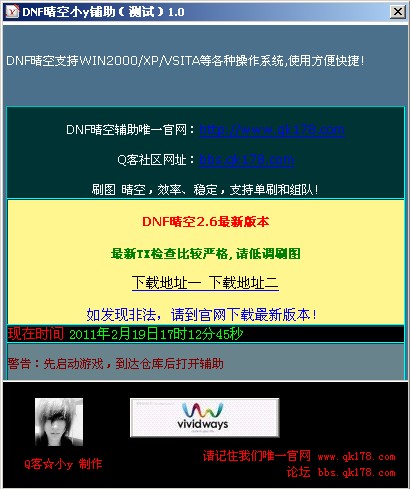 DNF晴空小y辅助（测试）1.0
DNF晴空支持WIN2000/XP/VSITA等各种操作系统,使用方便快捷!
DNF晴空辅助唯一官网：http://www.qk178.com
Q客社区网址：bbs.qk178.com
刷图 晴空，效率、稳定，支持单刷和组队!
DNF晴空2.6最新版本
最新TX检查比较严格,请低调刷图
下载地址一 下载地址二
如发现非法，请到官网下载最新版本!
现在时间 2011年2月19日17时12分45秒
警告：先启动游戏，到达仓库后打开辅助
vividways
Q客☆小y 制作
请记住我们唯一官网 www.qk178.com
论坛 bbs.qk178.com